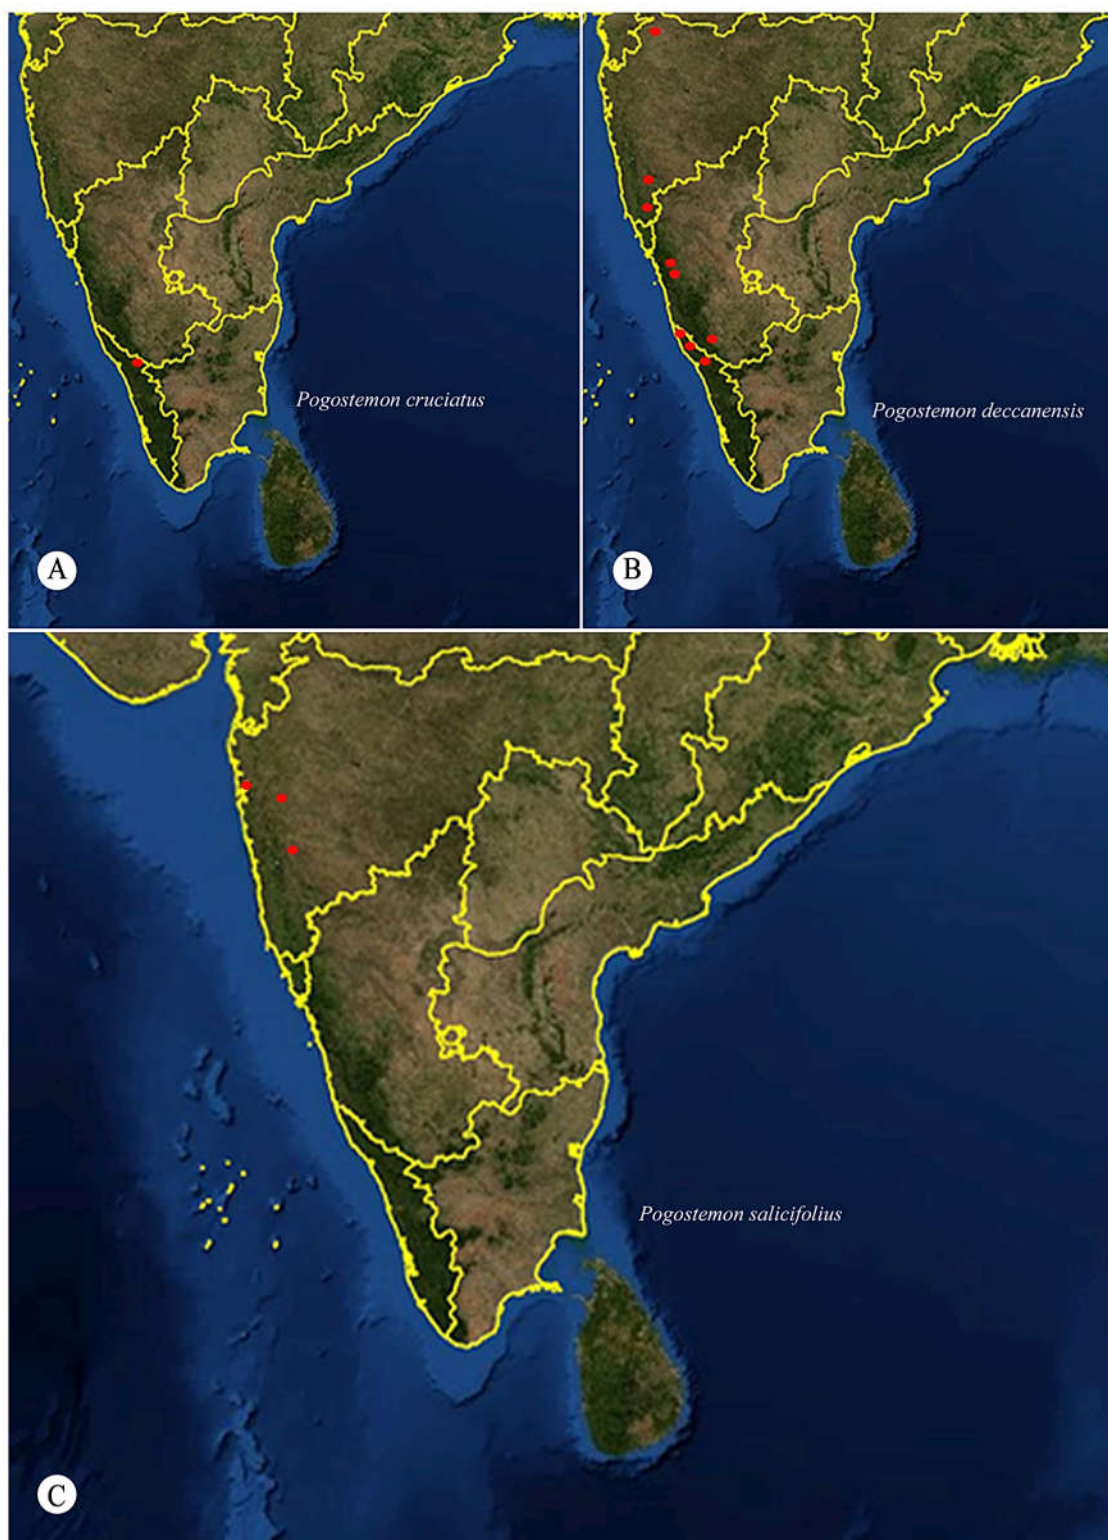 Pogostemon cruciatus
A
Pogostemon deccanensis
B
Pogostemon salicifolius
C